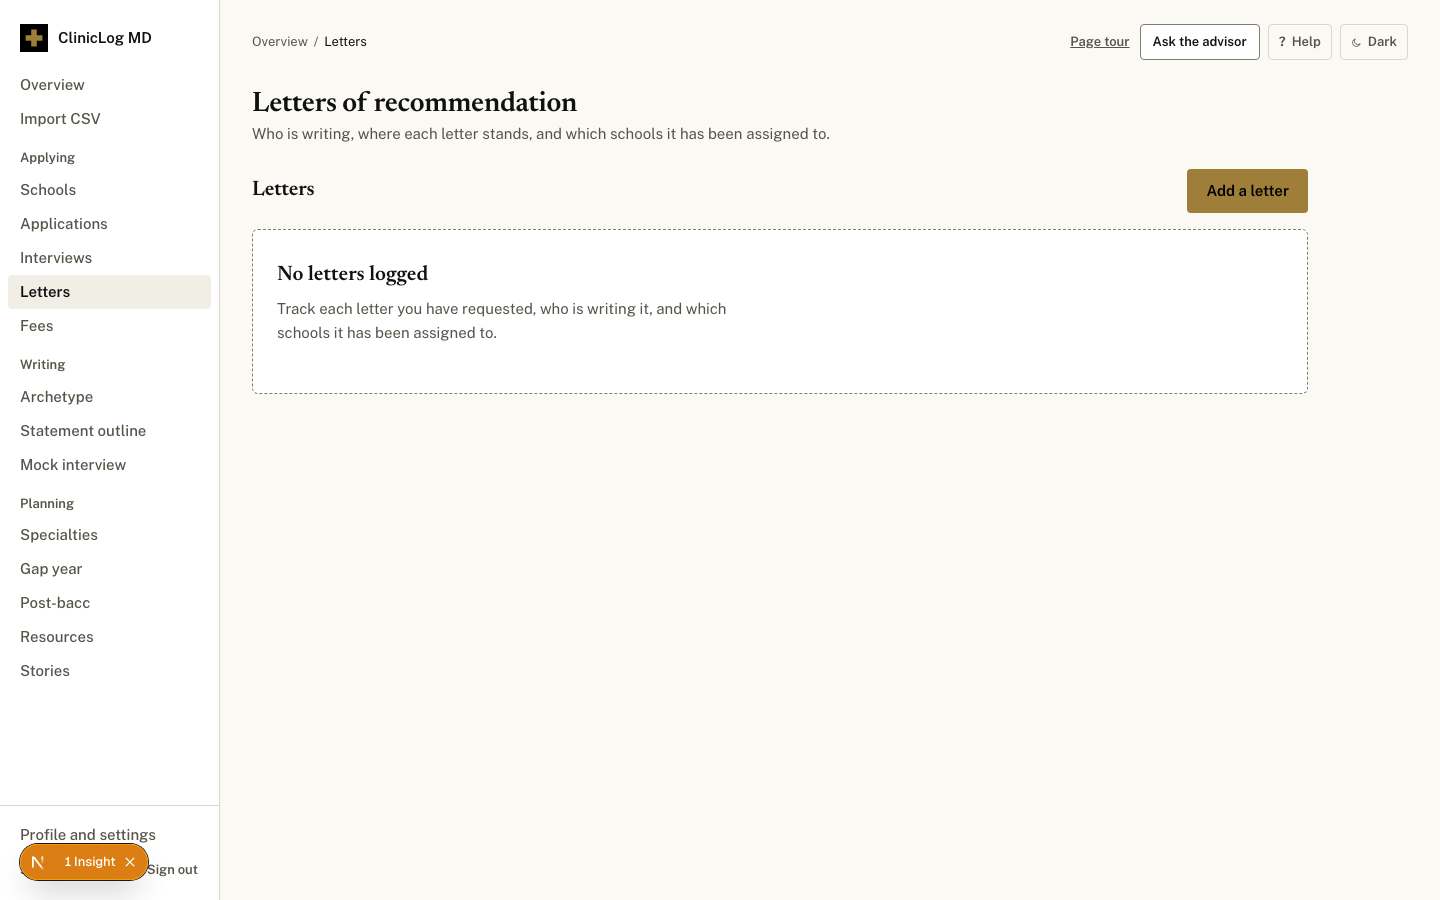 ClinicLog MD
Overview
Import CSV
Applying
Schools
Applications
Interviews
Letters
Fees
Writing
Archetype
Statement outline
Mock interview
Planning
Specialties
Gap year
Post-bacc
Resources
Stories
Profile and settings
1 Insight
Sign out
Overview / Letters
Page tour
Ask the advisor
? Help
Dark
Letters of recommendation
Who is writing, where each letter stands, and which schools it has been assigned to.
Letters
Add a letter
No letters logged
Track each letter you have requested, who is writing it, and which
schools it has been assigned to.